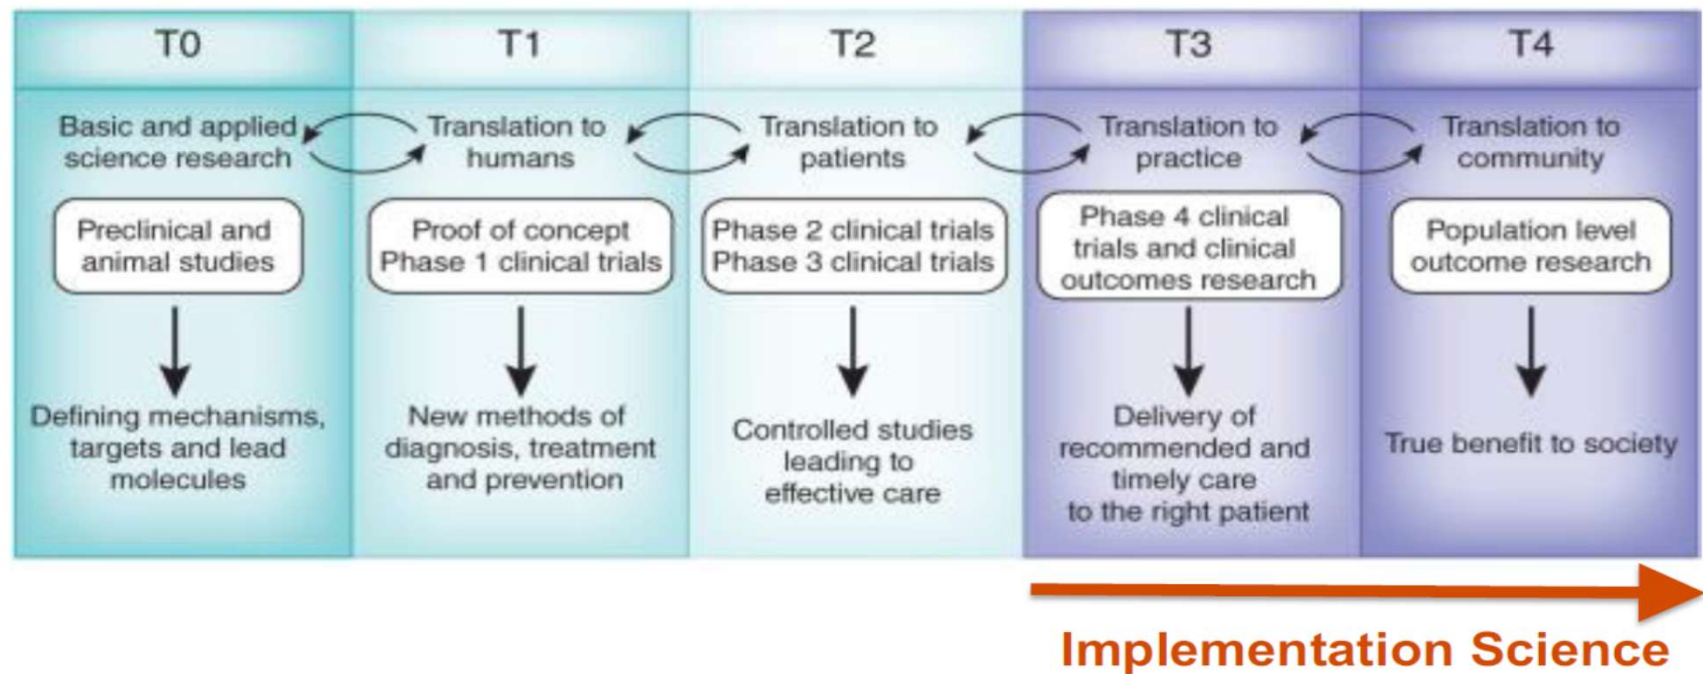 T0
T1
T2
T3
T4
Basic and applied
science research
Translation to
humans
Translation to
patients
Translation to
practice
Translation to
community
Preclinical and
animal studies
Proof of concept
Phase 1 clinical trials
Phase 2 clinical trials
Phase 3 clinical trials
Phase 4 clinical
trials and clinical
outcomes research
Population level
outcome research
Defining mechanisms,
targets and lead
molecules
New methods of
diagnosis, treatment
and prevention
Controlled studies
leading to
effective care
Delivery of
recommended and
timely care
to the right patient
True benefit to society
Implementation Science